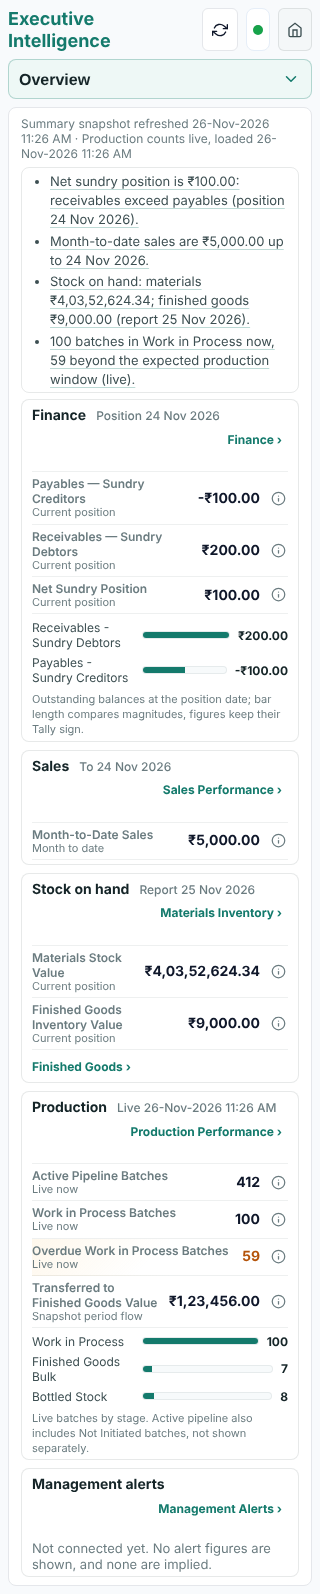 Executive
Intelligence
Overview
Summary snapshot refreshed 26-Nov-2026
11:26 AM · Production counts live, loaded 26-
Nov-2026 11:26 AM
• Net sundry position is ₹100.00:
receivables exceed payables (position
24 Nov 2026).
• Month-to-date sales are ₹5,000.00 up
to 24 Nov 2026.
• Stock on hand: materials
₹4,03,52,624.34; finished goods
₹9,000.00 (report 25 Nov 2026).
• 100 batches in Work in Process now,
59 beyond the expected production
window (live).
Finance Position 24 Nov 2026
Finance ›
Payables — Sundry
Creditors
Current position
-₹100.00
Receivables — Sundry
Debtors
Current position
₹200.00
Net Sundry Position
Current position
₹100.00
Receivables -
Sundry Debtors
₹200.00
Payables -
Sundry Creditors
-₹100.00
Outstanding balances at the position date; bar
length compares magnitudes, figures keep their
Tally sign.
Sales To 24 Nov 2026
Sales Performance ›
Month-to-Date Sales
Month to date
₹5,000.00
Stock on hand Report 25 Nov 2026
Materials Inventory ›
Materials Stock
Value
Current position
₹4,03,52,624.34
Finished Goods
Inventory Value
Current position
₹9,000.00
Finished Goods ›
Production Live 26-Nov-2026 11:26 AM
Production Performance ›
Active Pipeline Batches
Live now
412
Work in Process Batches
Live now
100
Overdue Work in Process Batches
Live now
59
Transferred to
Finished Goods Value
Snapshot period flow
₹1,23,456.00
Work in Process 100
Finished Goods
Bulk
7
Bottled Stock 8
Live batches by stage. Active pipeline also
includes Not Initiated batches, not shown
separately.
Management alerts
Management Alerts ›
Not connected yet. No alert figures are
shown, and none are implied.